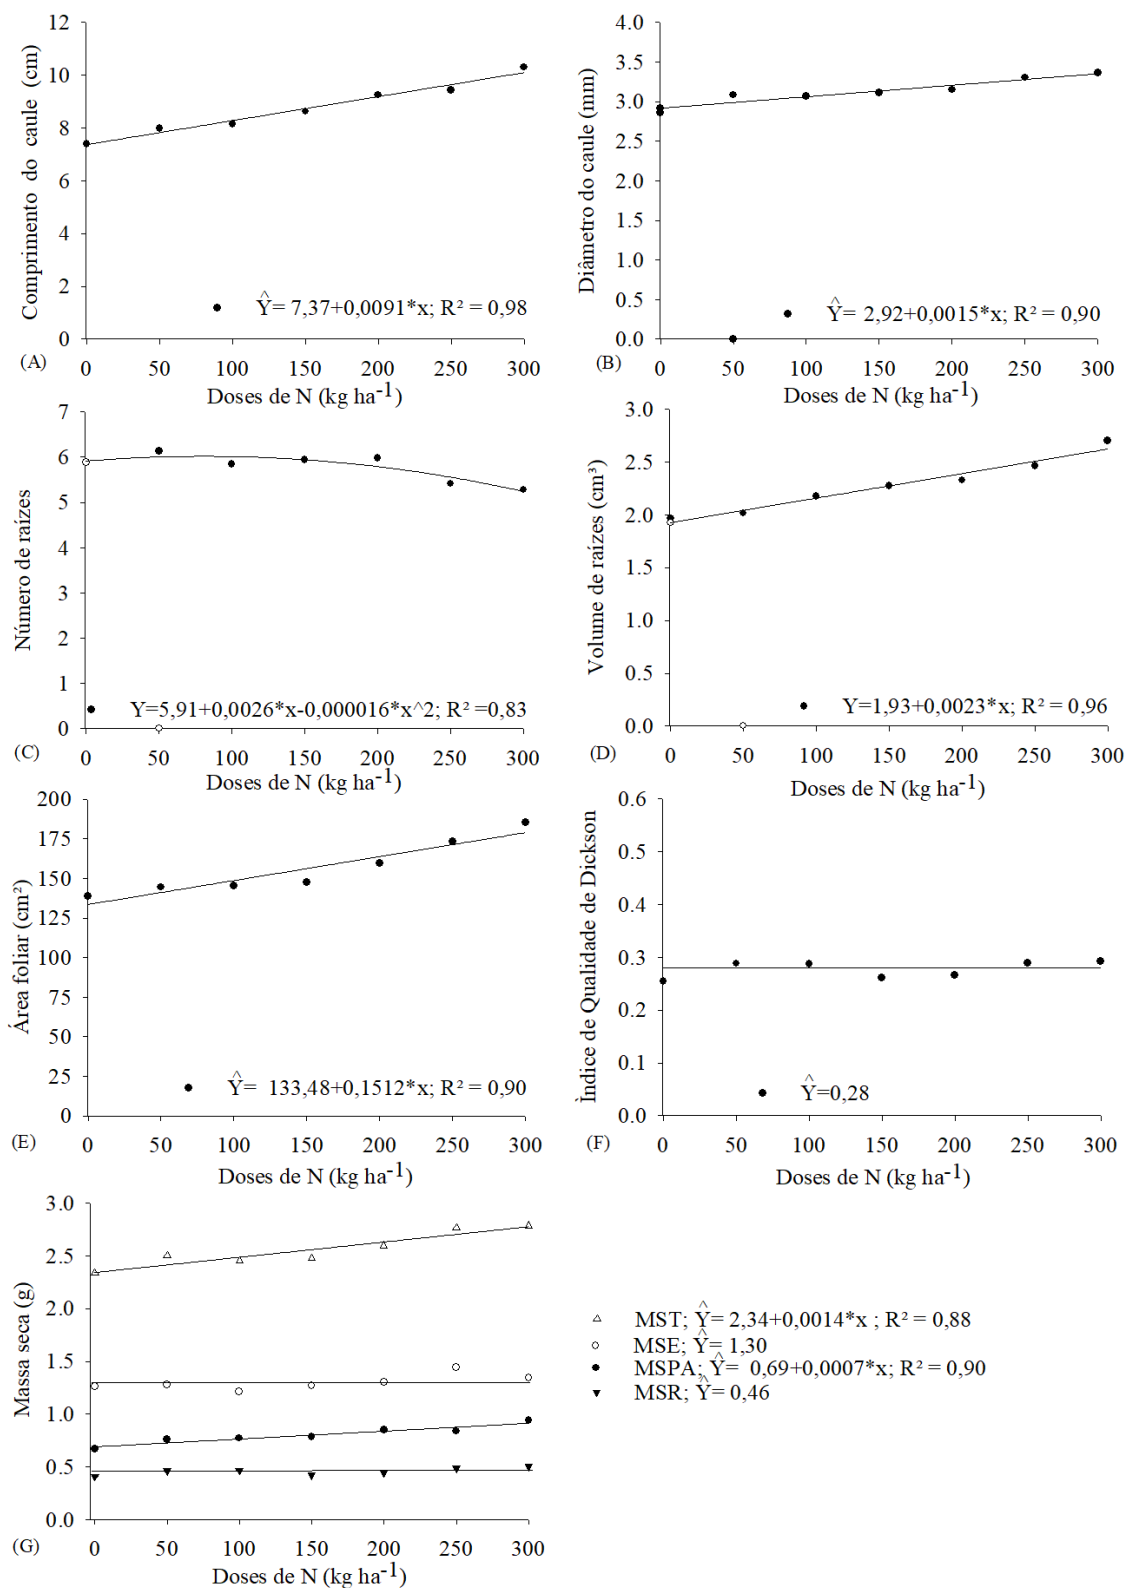 Comprimento do caule (cm)
12
10
8
6
4
2
0
Ŷ= 7,37+0,0091*x; R² = 0,98
(A)
0 50 100 150 200 250 300
Doses de N (kg ha-1)
Diâmetro do caule (mm)
4.0
3.5
3.0
2.5
2.0
1.5
1.0
0.5
0.0
Ŷ= 2,92+0,0015*x; R² = 0,90
(B)
0 50 100 150 200 250 300
Doses de N (kg ha-1)
Número de raízes
7
6
5
4
3
2
1
0
Y=5,91+0,0026*x-0,000016*x^2; R² =0,83
(C)
0 50 100 150 200 250 300
Doses de N (kg ha-1)
Volume de raízes (cm³)
3.0
2.5
2.0
1.5
1.0
0.5
0.0
Y=1,93+0,0023*x; R² = 0,96
(D)
0 50 100 150 200 250 300
Doses de N (kg ha-1)
Área foliar (cm²)
200
175
150
125
100
75
50
25
0
Ŷ= 133,48+0,1512*x; R² = 0,90
(E)
0 50 100 150 200 250 300
Doses de N (kg ha-1)
Ìndice de Qualidade de Dickson
0.6
0.5
0.4
0.3
0.2
0.1
0.0
Ŷ=0,28
(F)
0 50 100 150 200 250 300
Doses de N (kg ha-1)
Massa seca (g)
3.0
2.5
2.0
1.5
1.0
0.5
0.0
(G)
0 50 100 150 200 250 300
Doses de N (kg ha-1)
MST; Ŷ= 2,34+0,0014*x ; R² = 0,88
MSE; Ŷ= 1,30
MSPA; Ŷ= 0,69+0,0007*x; R² = 0,90
MSR; Ŷ= 0,46